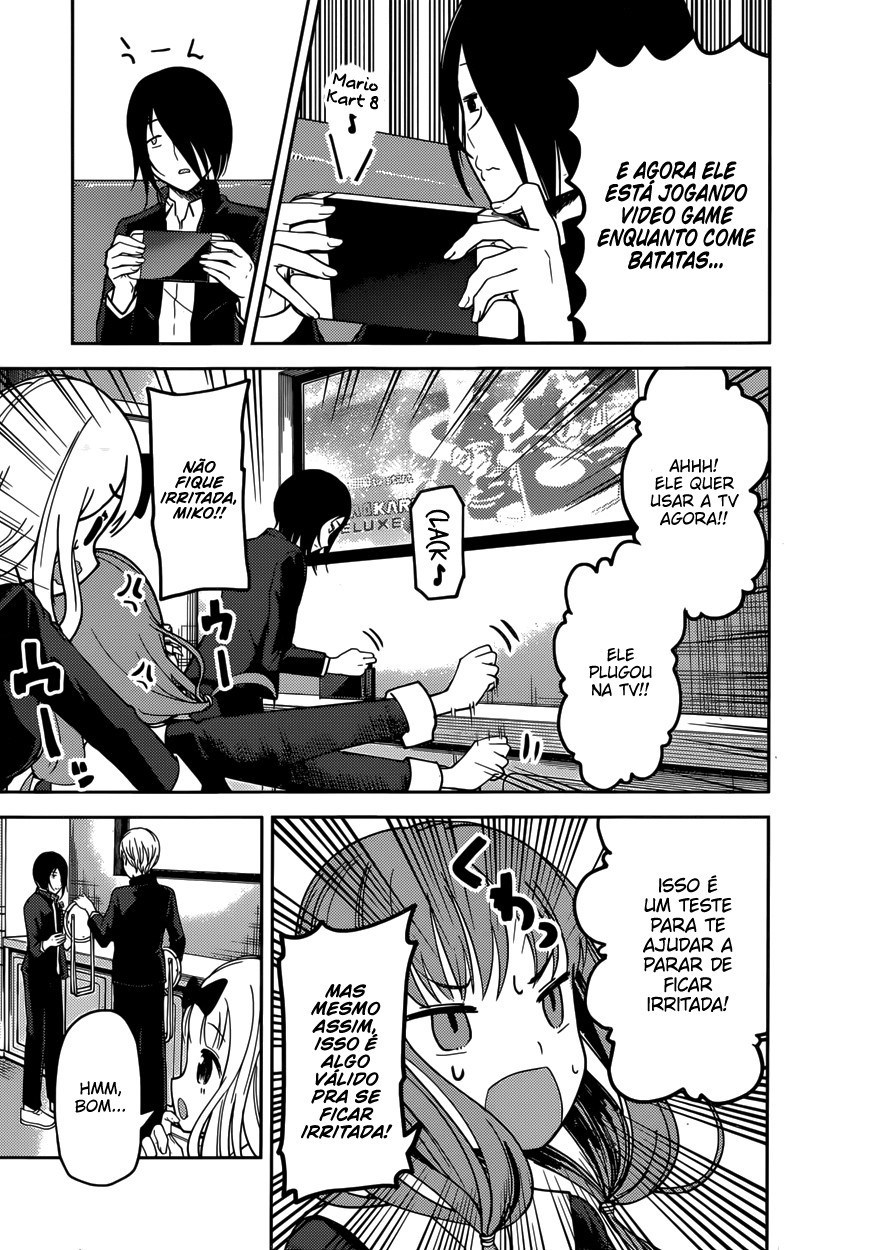 E AGORA ELE
ESTÁ JOGANDO
VIDEO GAME
ENQUANTO COME
BATATAS...
Mario
Kart 8
♪
うーん
AHHH!
ELE QUER
USAR A TV
AGORA!!
ELE
PLUGOU
NA TV!!
CLACK♪
KART
DELUXE
NÃO
FIQUE
IRRITADA,
MIKO!!
ウ゛ー
ウ゛ー
ISSO É
UM TESTE
PARA TE
AJUDAR A
PARAR DE
FICAR
IRRITADA!
くわっ
MAS
MESMO
ASSIM,
ISSO É
ALGO
VÁLIDO
PRA SE
FICAR
IRRITADA!
HMM,
BOM...